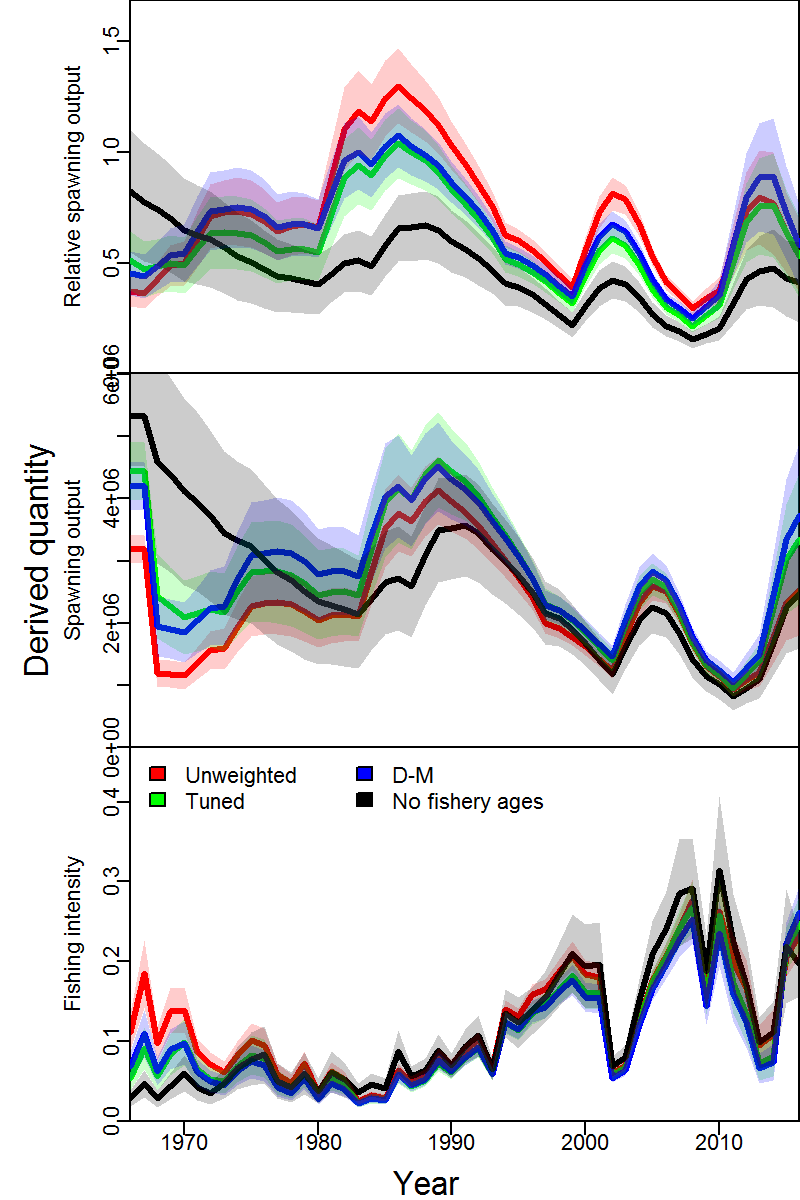 Derived quantity
Relative spawning output
1.5
1.0
0.5
Spawning output
6e+06
4e+06
2e+06
0e+00
Fishing intensity
0.4
0.3
0.2
0.1
0.0
Unweighted
D-M
Tuned
No fishery ages
1970
1980
1990
2000
2010
Year